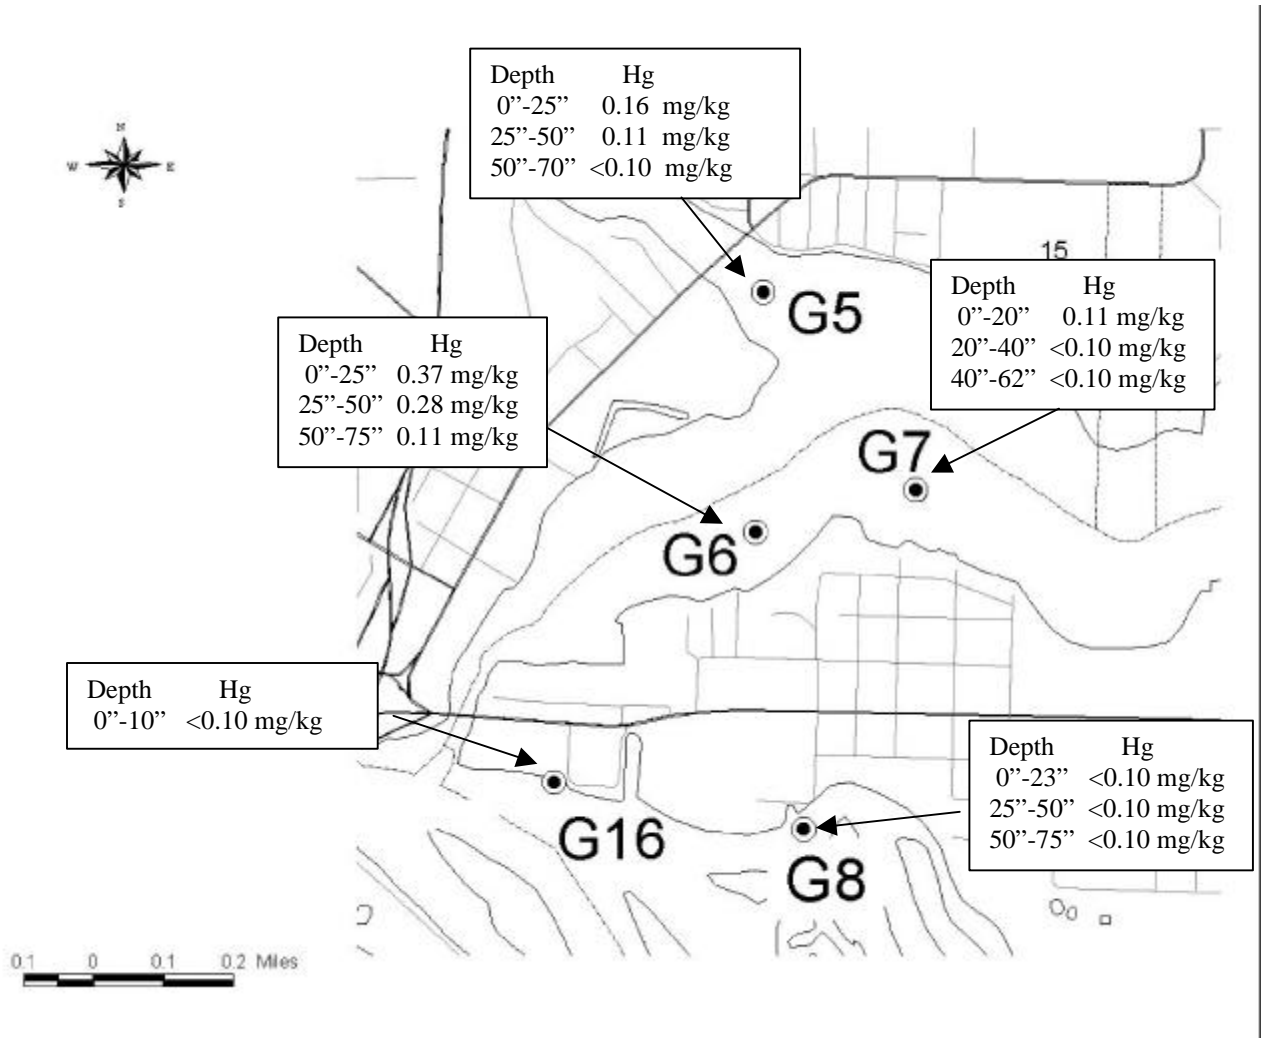 Depth Hg
0”-25” 0.16 mg/kg
25”-50” 0.11 mg/kg
50”-70” <0.10 mg/kg
N
W E
S
15
G5
Depth Hg
0”-20” 0.11 mg/kg
20”-40” <0.10 mg/kg
40”-62” <0.10 mg/kg
Depth Hg
0”-25” 0.37 mg/kg
25”-50” 0.28 mg/kg
50”-75” 0.11 mg/kg
G7
G6
Depth Hg
0”-10” <0.10 mg/kg
Depth Hg
0”-23” <0.10 mg/kg
25”-50” <0.10 mg/kg
50”-75” <0.10 mg/kg
G16
G8
0.1 0 0.1 0.2 Miles